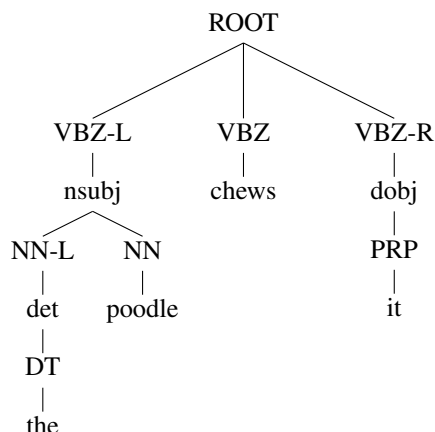 ROOT
VBZ-L VBZ VBZ-R
nsubj chews dobj
NN-L NN PRP
det poodle it
DT
the